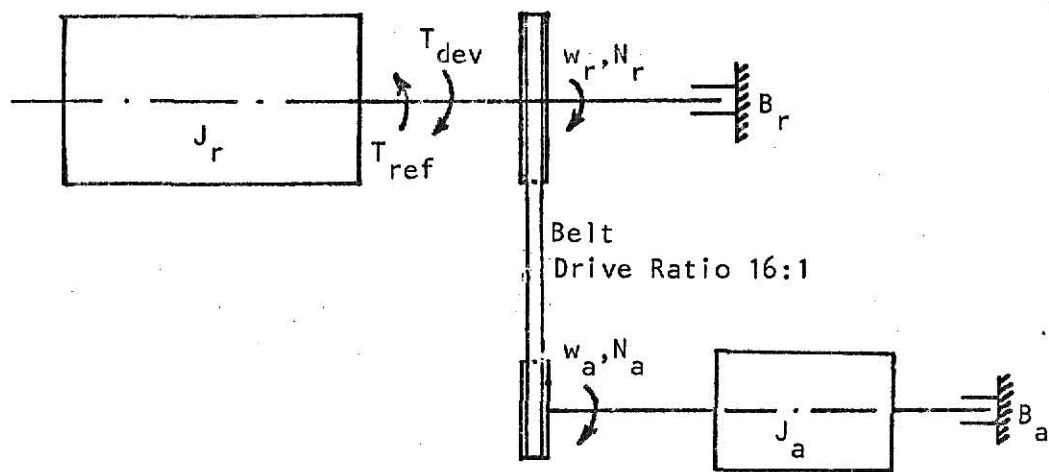 T_dev
w_r,N_r
B_r
J_r
T_ref
Belt
Drive Ratio 16:1
w_a,N_a
J_a
B_a